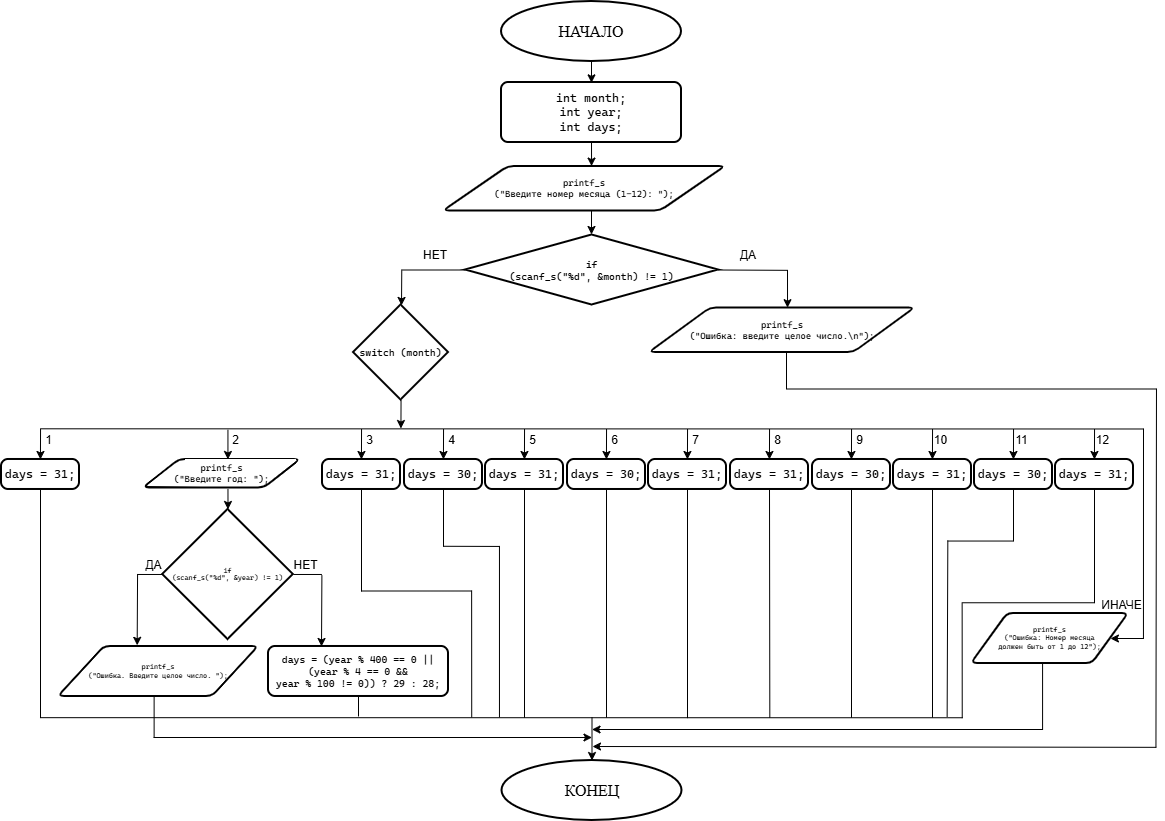 НАЧАЛО
int month;
int year;
int days;
printf_s
("Введите номер месяца (1-12): ");
НЕТ
ДА
if
(scanf_s("%d", &month) != 1)
printf_s
("Ошибка: введите целое число.\n");
switch (month)
1
2
3
4
5
6
7
8
9
10
11
12
days = 31;
printf_s
("Введите год: ");
days = 31;
days = 30;
days = 31;
days = 30;
days = 31;
days = 31;
days = 30;
days = 31;
days = 30;
days = 31;
ДА
НЕТ
if
(scanf_s("%d", &year) != 1)
ИНАЧЕ
printf_s
("Ошибка: Номер месяца
должен быть от 1 до 12");
printf_s
("Ошибка. Введите целое число. ");
days = (year % 400 == 0 ||
(year % 4 == 0 &&
year % 100 != 0)) ? 29 : 28;
КОНЕЦ